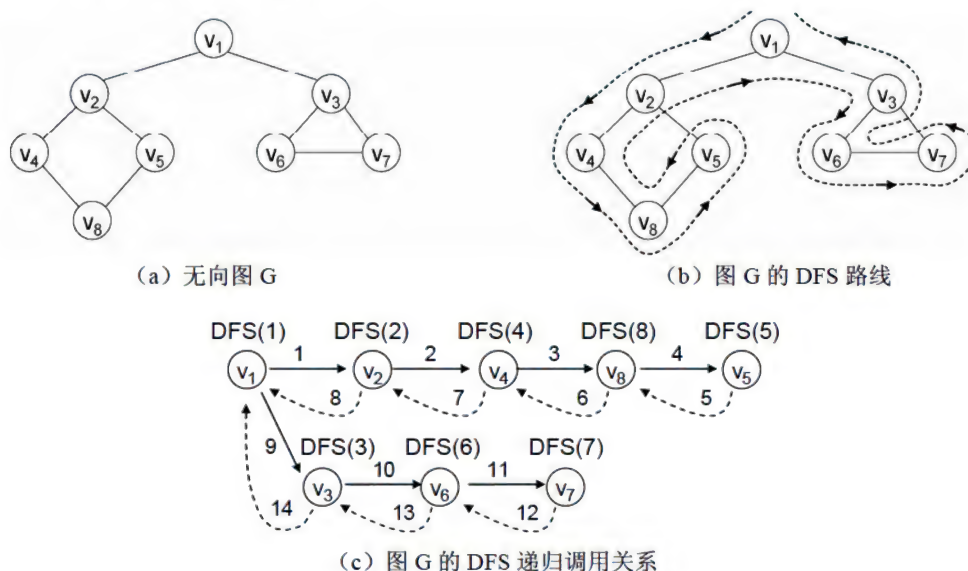 v1
v2
v3
v4 v5 v6 v7
v8
(a)无向图 G
v1
v2
v3
v4 v5 v6 v7
v8
(b)图 G 的 DFS 路线
DFS(1) DFS(2) DFS(4) DFS(8) DFS(5)
1 2 3 4
v1 v2 v4 v8 v5
8 7 6 5
9 DFS(3) DFS(6) DFS(7)
10 11
v3 v6 v7
14 13 12
(c)图 G 的 DFS 递归调用关系